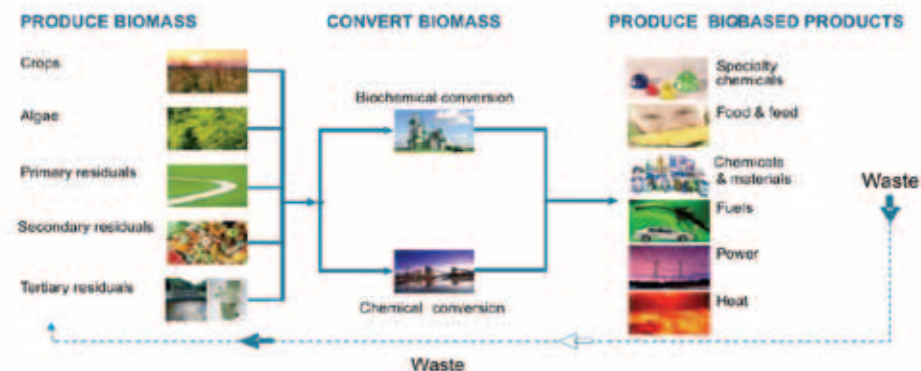 PRODUCE BIOMASS
CONVERT BIOMASS
PRODUCE BIOBASED PRODUCTS
Crops
Algae
Primary residuals
Secondary residuals
Tertiary residuals
Biochemical conversion
Chemical conversion
Specialty
chemicals
Food & feed
Chemicals
& materials
Fuels
Power
Heat
Waste
Waste